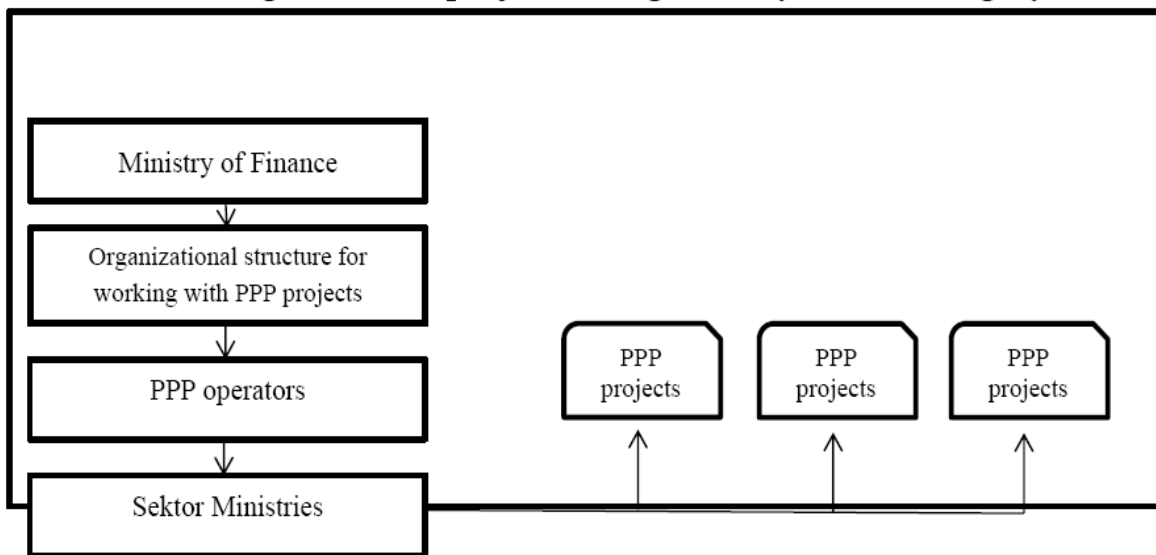 Ministry of Finance
Organizational structure for
working with PPP projects
PPP operators
Sektor Ministries
PPP
projects
PPP
projects
PPP
projects